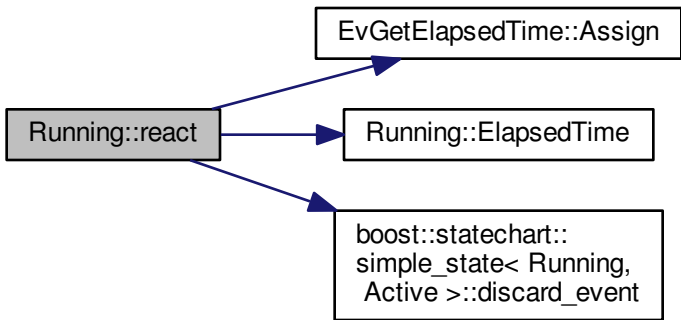 EvGetElapsedTime::Assign
Running::react
Running::ElapsedTime
boost::statechart::
simple_state< Running,
Active >::discard_event